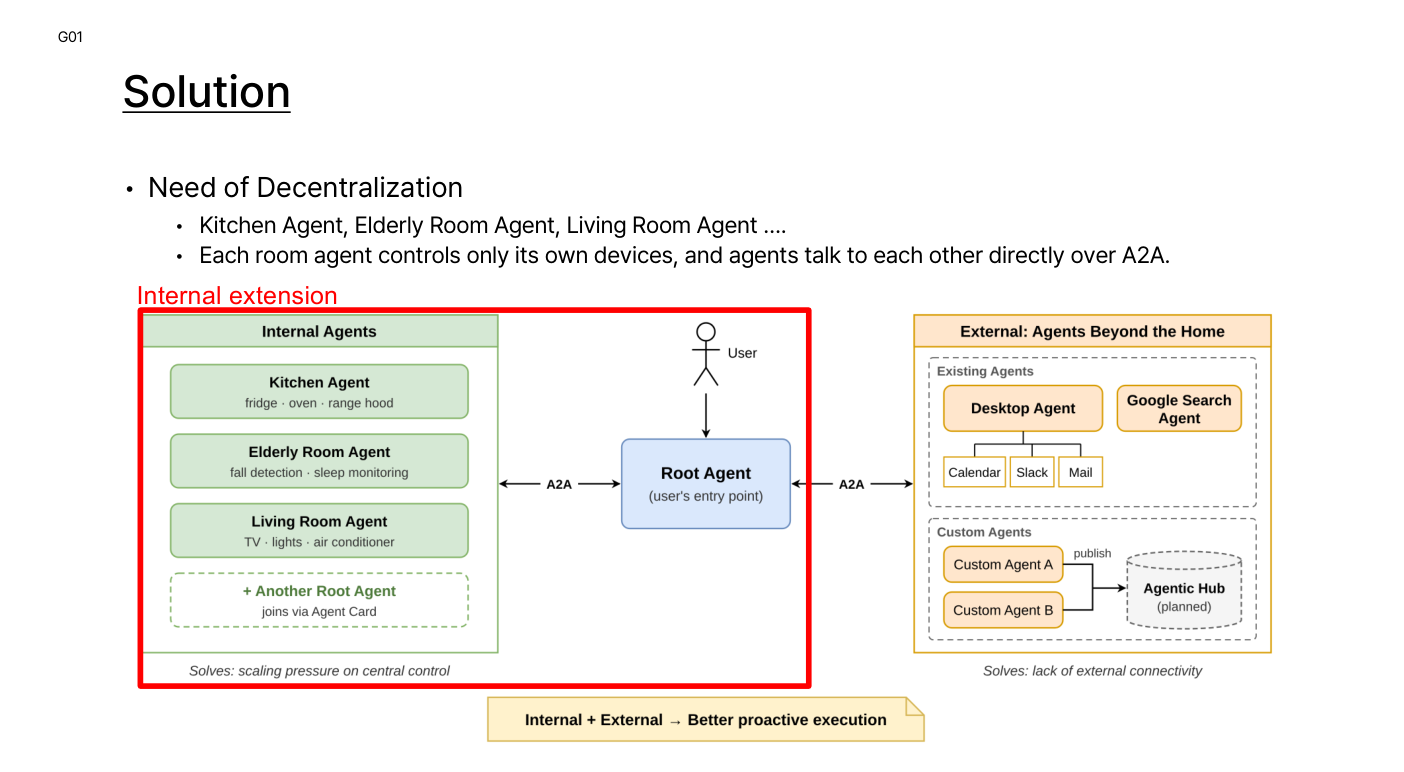 G01
Solution
• Need of Decentralization
• Kitchen Agent, Elderly Room Agent, Living Room Agent ....
• Each room agent controls only its own devices, and agents talk to each other directly over A2A.
Internal extension
Internal Agents
Kitchen Agent
fridge · oven · range hood
Elderly Room Agent
fall detection · sleep monitoring
Living Room Agent
TV · lights · air conditioner
+ Another Root Agent
joins via Agent Card
Solves: scaling pressure on central control
A2A
User
Root Agent
(user's entry point)
A2A
External: Agents Beyond the Home
Existing Agents
Desktop Agent
Google Search
Agent
Calendar
Slack
Mail
Custom Agents
Custom Agent A
publish
Custom Agent B
Agentic Hub
(planned)
Solves: lack of external connectivity
Internal + External → Better proactive execution